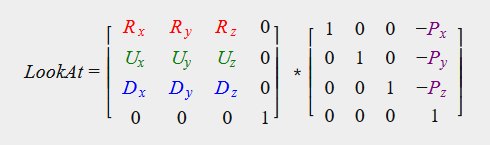 R_x R_y R_z 0 1 0 0 -P_x
U_x U_y U_z 0 0 1 0 -P_y
LookAt = *
D_x D_y D_z 0 0 0 1 -P_z
0 0 0 1 0 0 0 1